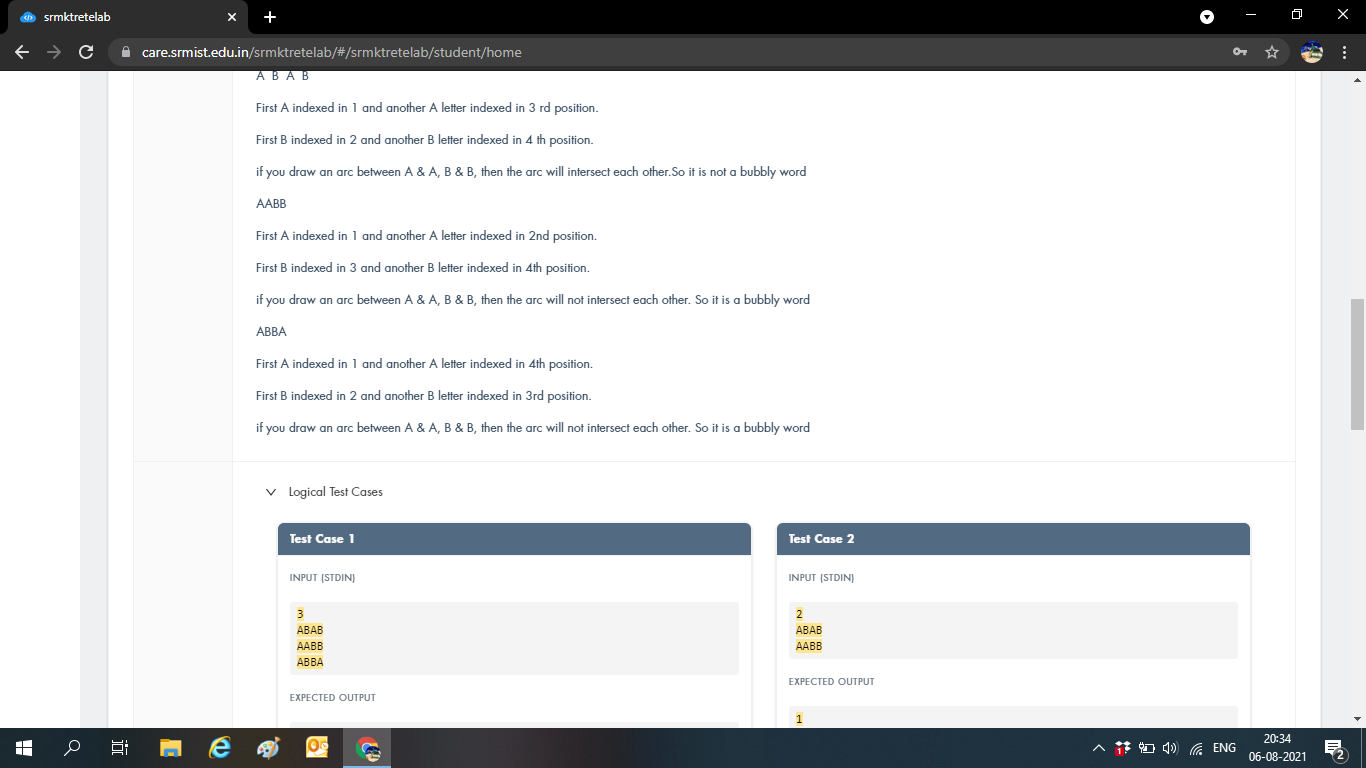 srmktretelab
care.srmist.edu.in/srmktretelab/#/srmktretelab/student/home
A B A B
First A indexed in 1 and another A letter indexed in 3 rd position.
First B indexed in 2 and another B letter indexed in 4 th position.
if you draw an arc between A & A, B & B, then the arc will intersect each other.So it is not a bubbly word
AABB
First A indexed in 1 and another A letter indexed in 2nd position.
First B indexed in 3 and another B letter indexed in 4th position.
if you draw an arc between A & A, B & B, then the arc will not intersect each other. So it is a bubbly word
ABBA
First A indexed in 1 and another A letter indexed in 4th position.
First B indexed in 2 and another B letter indexed in 3rd position.
if you draw an arc between A & A, B & B, then the arc will not intersect each other. So it is a bubbly word
Logical Test Cases
Test Case 1
INPUT (STDIN)
3
ABAB
AABB
ABBA
EXPECTED OUTPUT
Test Case 2
INPUT (STDIN)
2
ABAB
AABB
EXPECTED OUTPUT
1
1
ENG
20:34
06-08-2021
2